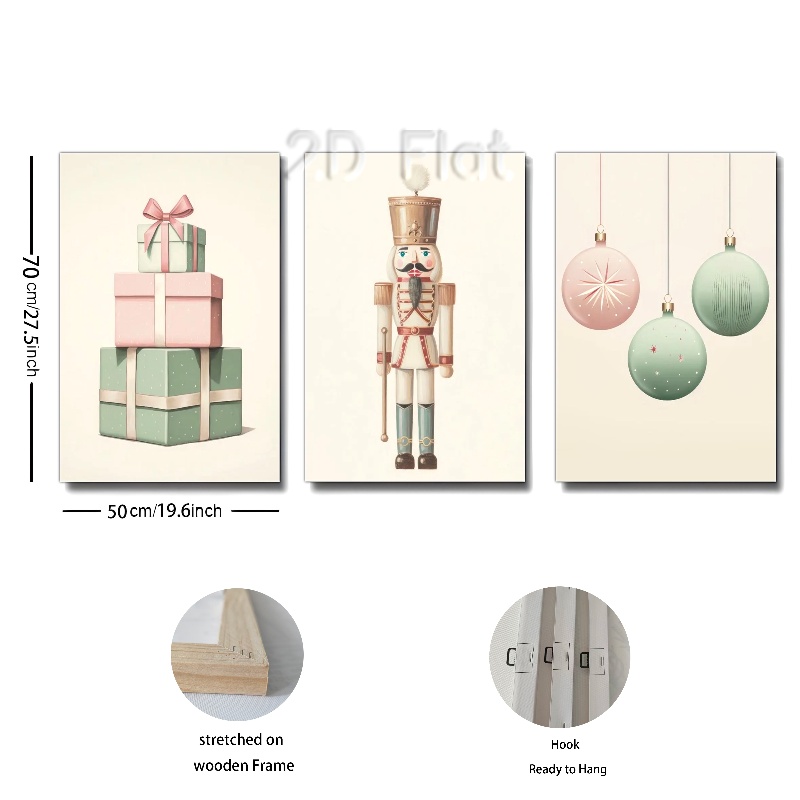 2D Flat
70 cm/27.5inch
50cm/19.6inch
stretched on
wooden Frame
Hook
Ready to Hang